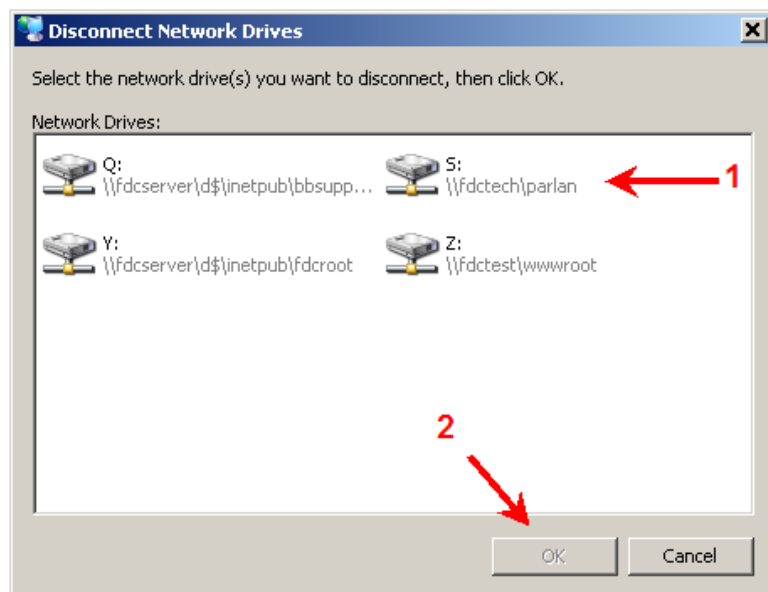 Disconnect Network Drives
Select the network drive(s) you want to disconnect, then click OK.
Network Drives:
Q:
\\fdcserver\d$\inetpub\bbsupp...
S:
\\fdctech\parlan
1
Y:
\\fdcserver\d$\inetpub\fdcroot
Z:
\\fdctest\wwwroot
2
OK
Cancel